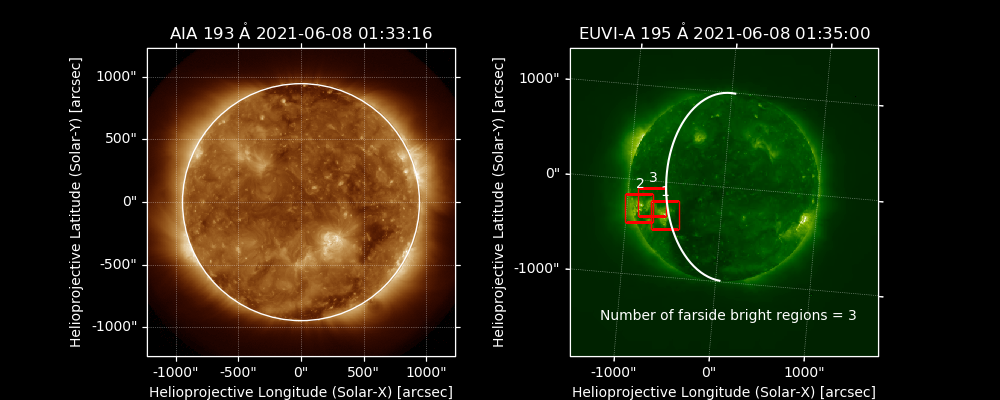 AIA 193 Å 2021-06-08 01:33:16
Helioprojective Latitude (Solar-Y) [arcsec]
1000"
500"
0"
-500"
-1000"
-1000"
-500"
0"
500"
1000"
Helioprojective Longitude (Solar-X) [arcsec]
EUVI-A 195 Å 2021-06-08 01:35:00
Helioprojective Latitude (Solar-Y) [arcsec]
1000"
0"
-1000"
3
2
1
Number of farside bright regions = 3
-1000"
0"
1000"
Helioprojective Longitude (Solar-X) [arcsec]